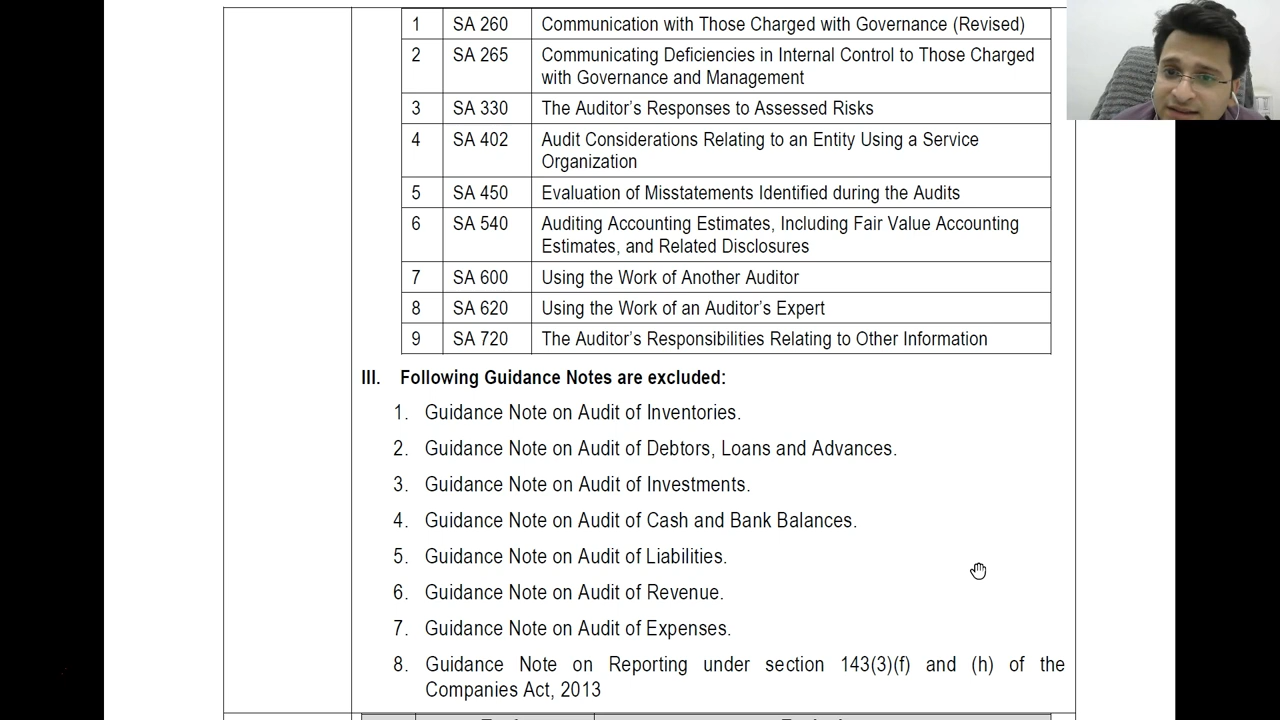 1 SA 260 Communication with Those Charged with Governance (Revised)
2 SA 265 Communicating Deficiencies in Internal Control to Those Charged
with Governance and Management
3 SA 330 The Auditor's Responses to Assessed Risks
4 SA 402 Audit Considerations Relating to an Entity Using a Service
Organization
5 SA 450 Evaluation of Misstatements Identified during the Audits
6 SA 540 Auditing Accounting Estimates, Including Fair Value Accounting
Estimates, and Related Disclosures
7 SA 600 Using the Work of Another Auditor
8 SA 620 Using the Work of an Auditor's Expert
9 SA 720 The Auditor's Responsibilities Relating to Other Information
III. Following Guidance Notes are excluded:
1. Guidance Note on Audit of Inventories.
2. Guidance Note on Audit of Debtors, Loans and Advances.
3. Guidance Note on Audit of Investments.
4. Guidance Note on Audit of Cash and Bank Balances.
5. Guidance Note on Audit of Liabilities.
6. Guidance Note on Audit of Revenue.
7. Guidance Note on Audit of Expenses.
8. Guidance Note on Reporting under section 143(3)(f) and (h) of the
Companies Act, 2013